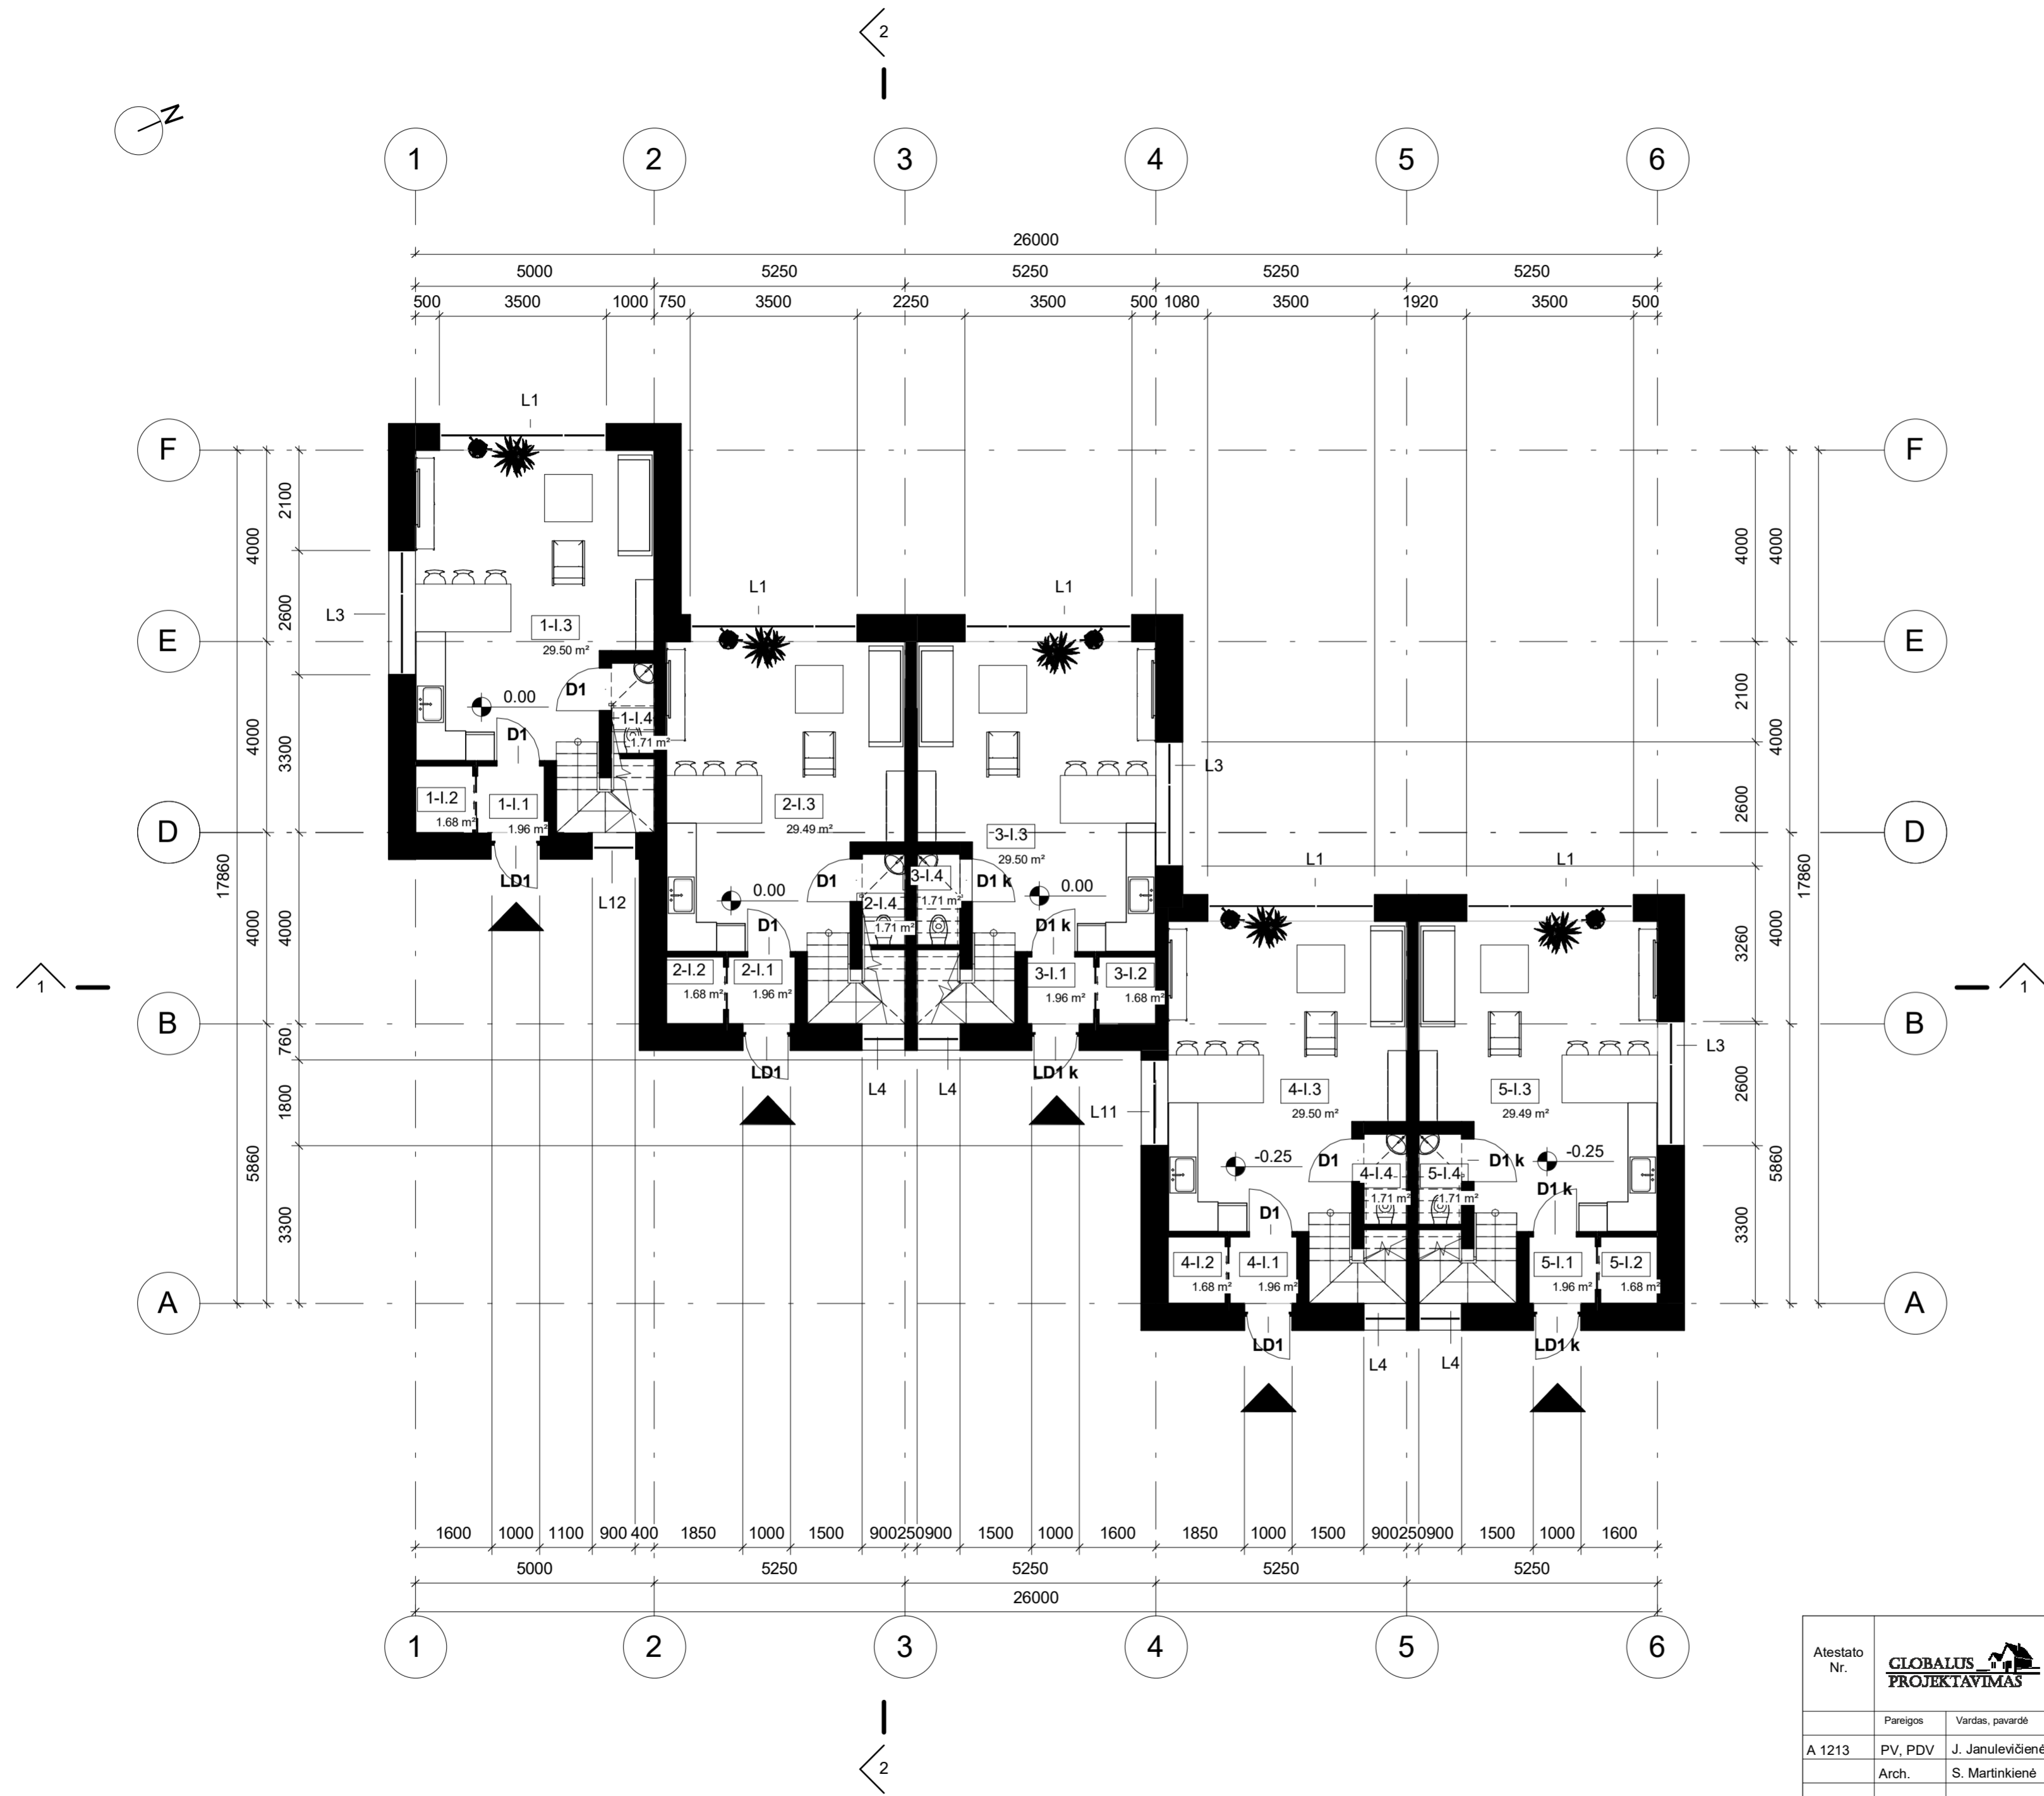 2
N
1 2 3 4 5 6
26000
5000 5250 5250 5250 5250
500 3500 1000 750 3500 2250 3500 500 1080 3500 1920 3500 500
L1
F F
2100
4000
4000 4000
L1 L1
L3
2600
1-I.3
29.50 m²
E E
D1
0.00
1-I.4
1.71 m²
2100
D1
4000 3300
4000
L3
1-I.2
1.68 m²
1-I.1
1.96 m²
2-I.3
29.49 m²
2600
D D
3-I.3
29.50 m²
L1 L1
17860
17860
LD1
L12
D1
0.00
2-I.4
1.71 m²
3-I.4
1.71 m²
D1 k
0.00
D1
D1 k
4000 4000
3260
4000
2-I.2
1.68 m²
2-I.1
1.96 m²
3-I.1
1.96 m²
3-I.2
1.68 m²
1 1
B B
760
L3
LD1
L4
L4
LD1 k
1800
L11
4-I.3
29.50 m²
5-I.3
29.49 m²
2600
5860
5860
D1
-0.25
4-I.4
1.71 m²
5-I.4
1.71 m²
D1 k
-0.25
D1
D1 k
3300
3300
4-I.2
1.68 m²
4-I.1
1.96 m²
5-I.1
1.96 m²
5-I.2
1.68 m²
A A
LD1
L4
L4
LD1 k
1600 1000 1100 900 400 1850 1000 1500 900 250 900 1500 1000 1600 1850 1000 1500 900 250 900 1500 1000 1600
5000 5250 5250 5250 5250
26000
1 2 3 4 5 6
2
Atestato
Nr.
GLOBALUS
PROJEKTAVIMAS
Pareigos Vardas, pavardė
A 1213 PV, PDV J. Janulevičienė
Arch. S. Martinkienė